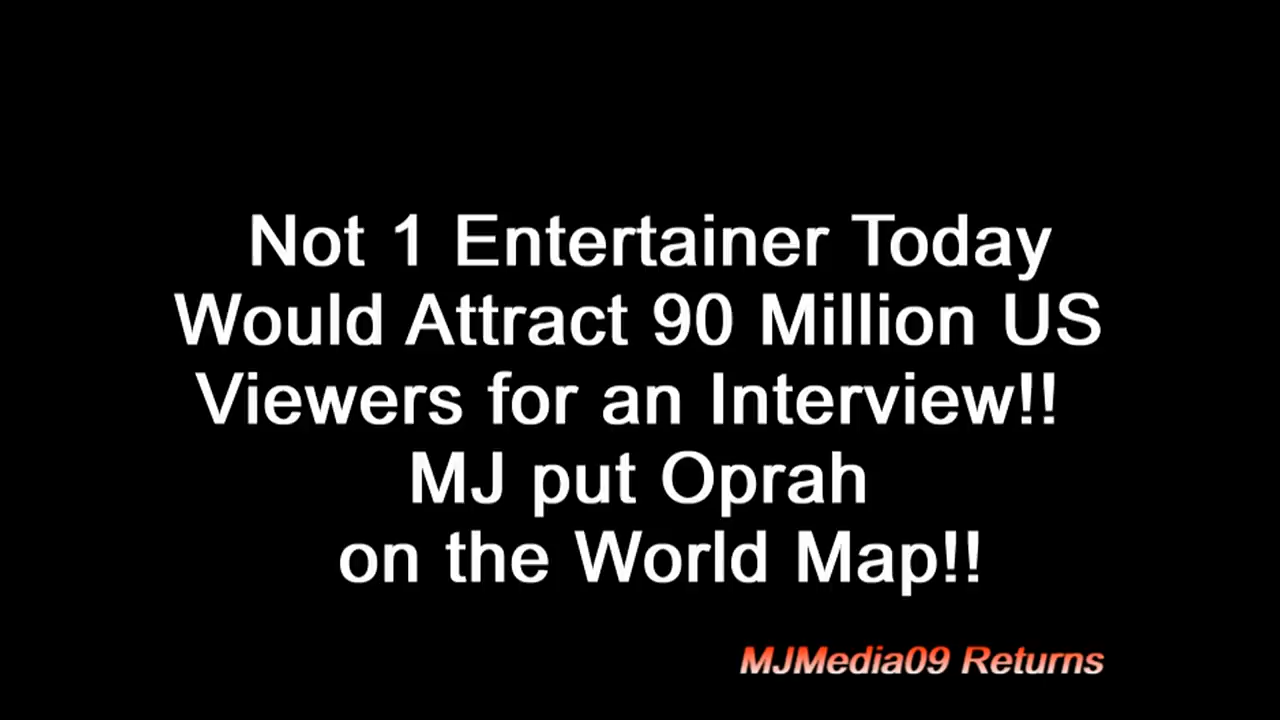 Not 1 Entertainer Today
Would Attract 90 Million US
Viewers for an Interview!!
MJ put Oprah
on the World Map!!
MJMedia09 Returns